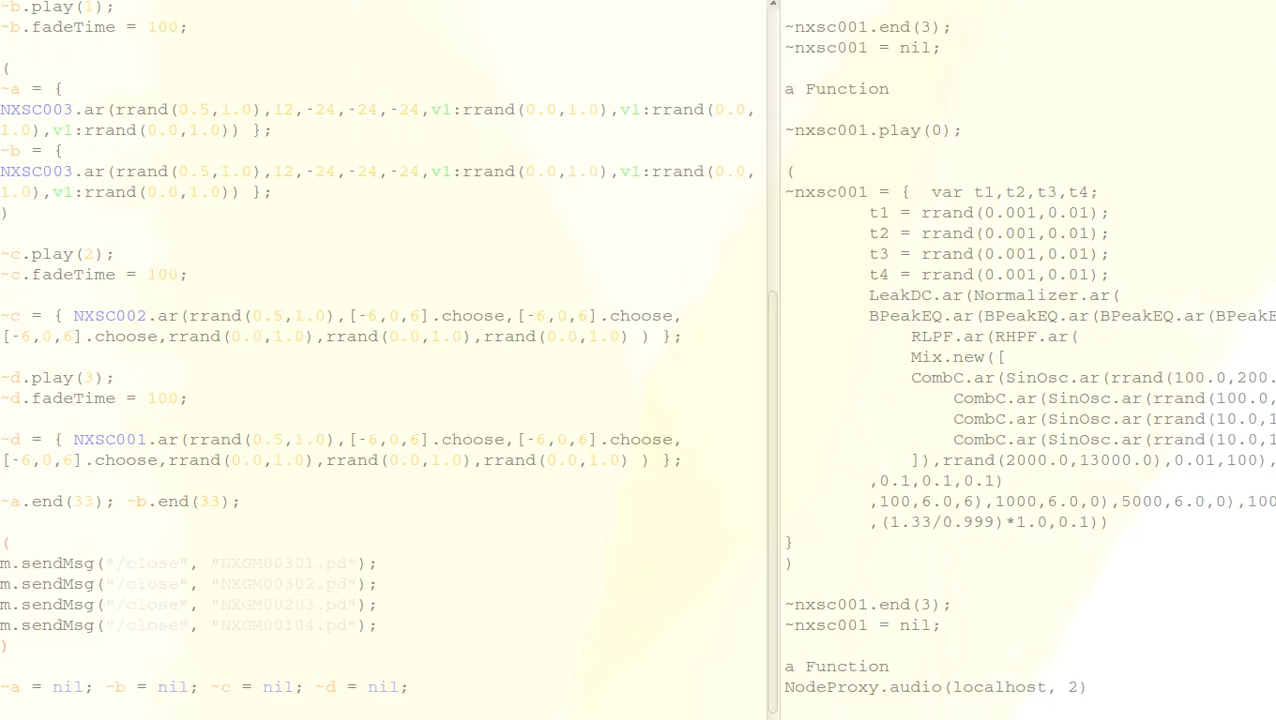 ~b.play(1);
~b.fadeTime = 100;
(
~a = {
NXSC003.ar(rrand(0.5,1.0),12,-24,-24,-24,v1:rrand(0.0,1.0),v1:rrand(0.0,
1.0),v1:rrand(0.0,1.0)) };
~b = {
NXSC003.ar(rrand(0.5,1.0),12,-24,-24,-24,v1:rrand(0.0,1.0),v1:rrand(0.0,
1.0),v1:rrand(0.0,1.0)) };
)
~c.play(2);
~c.fadeTime = 100;
~c = { NXSC002.ar(rrand(0.5,1.0),[-6,0,6].choose,[-6,0,6].choose,
[-6,0,6].choose,rrand(0.0,1.0),rrand(0.0,1.0),rrand(0.0,1.0) ) };
~d.play(3);
~d.fadeTime = 100;
~d = { NXSC001.ar(rrand(0.5,1.0),[-6,0,6].choose,[-6,0,6].choose,
[-6,0,6].choose,rrand(0.0,1.0),rrand(0.0,1.0),rrand(0.0,1.0) ) };
~a.end(33); ~b.end(33);
(
m.sendMsg("/close", "NXGM00301.pd");
m.sendMsg("/close", "NXGM00302.pd");
m.sendMsg("/close", "NXGM00203.pd");
m.sendMsg("/close", "NXGM00104.pd");
)
~a = nil; ~b = nil; ~c = nil; ~d = nil;
~nxsc001.end(3);
~nxsc001 = nil;
a Function
~nxsc001.play(0);
(
~nxsc001 = {  var t1,t2,t3,t4;
t1 = rrand(0.001,0.01);
t2 = rrand(0.001,0.01);
t3 = rrand(0.001,0.01);
t4 = rrand(0.001,0.01);
LeakDC.ar(Normalizer.ar(
BPeakEQ.ar(BPeakEQ.ar(BPeakEQ.ar(BPeakE
RLPF.ar(RHPF.ar(
Mix.new([
CombC.ar(SinOsc.ar(rrand(100.0,200.
CombC.ar(SinOsc.ar(rrand(100.0,
CombC.ar(SinOsc.ar(rrand(10.0,1
CombC.ar(SinOsc.ar(rrand(10.0,1
]),rrand(2000.0,13000.0),0.01,100),
,0.1,0.1,0.1)
,100,6.0,6),1000,6.0,0),5000,6.0,0),100
,(1.33/0.999)*1.0,0.1))
}
)
~nxsc001.end(3);
~nxsc001 = nil;
a Function
NodeProxy.audio(localhost, 2)